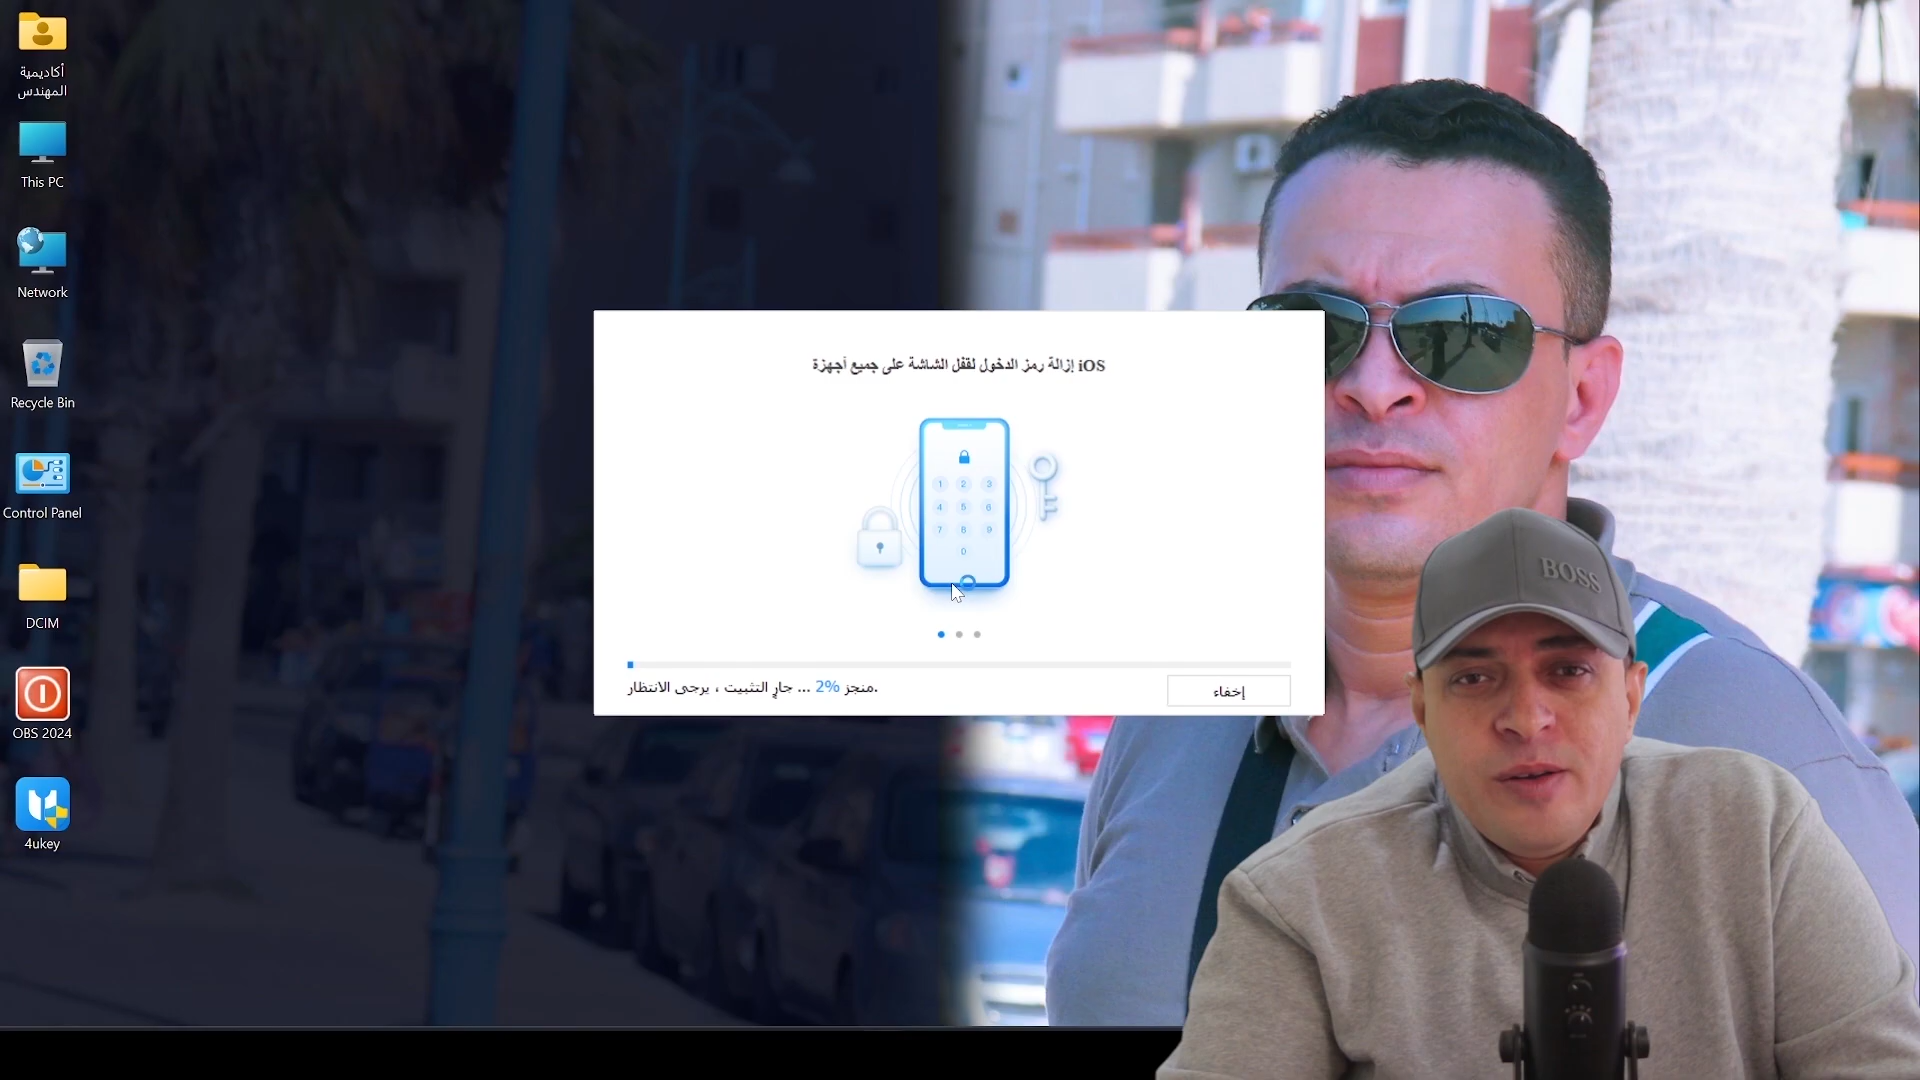 أكاديمية
المهندس
This PC
Network
Recycle Bin
Control Panel
DCIM
OBS 2024
4ukey
iOS إزالة رمز الدخول لقفل الشاشة على جميع أجهزة
1 2 3
4 5 6
7 8 9
0
.منجز 2% ... جارٍ التثبيت ، يرجى الانتظار
إخفاء
BOSS